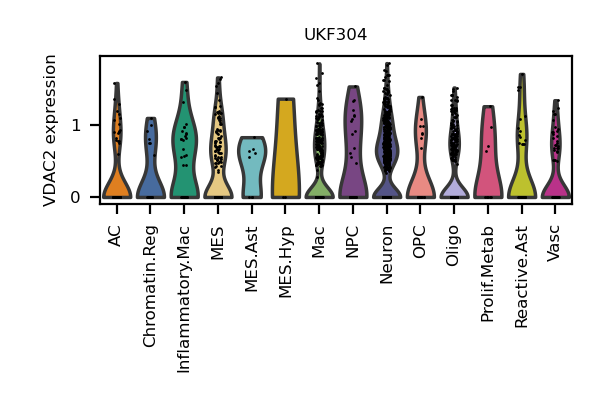 UKF304
VDAC2 expression
1
0
AC
Chromatin.Reg
Inflammatory.Mac
MES
MES.Ast
MES.Hyp
Mac
NPC
Neuron
OPC
Oligo
Prolif.Metab
Reactive.Ast
Vasc